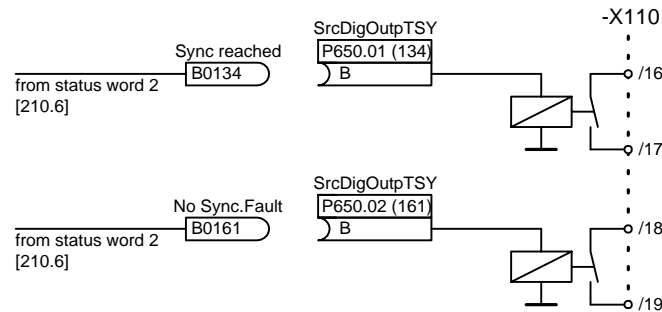 -X110
Sync reached
SrcDigOutpTSY
B0134
P650.01 (134)
B
/16
from status word 2
[210.6]
/17
No Sync.Fault
SrcDigOutpTSY
B0161
P650.02 (161)
B
/18
from status word 2
[210.6]
/19